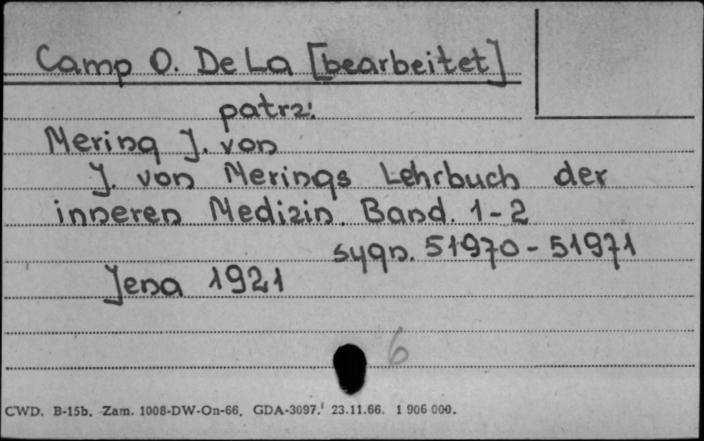 Camp O. De La [bearbeitet]
patrz:
Mering J. von
J. von Merings Lehrbuch der
inneren Medizin. Band. 1-2
sygn. 51970 - 51971
Jena 1921
6
CWD. B-15b. Zam. 1008-DW-On-66. GDA-3097. 23.11.66. 1 906 000.